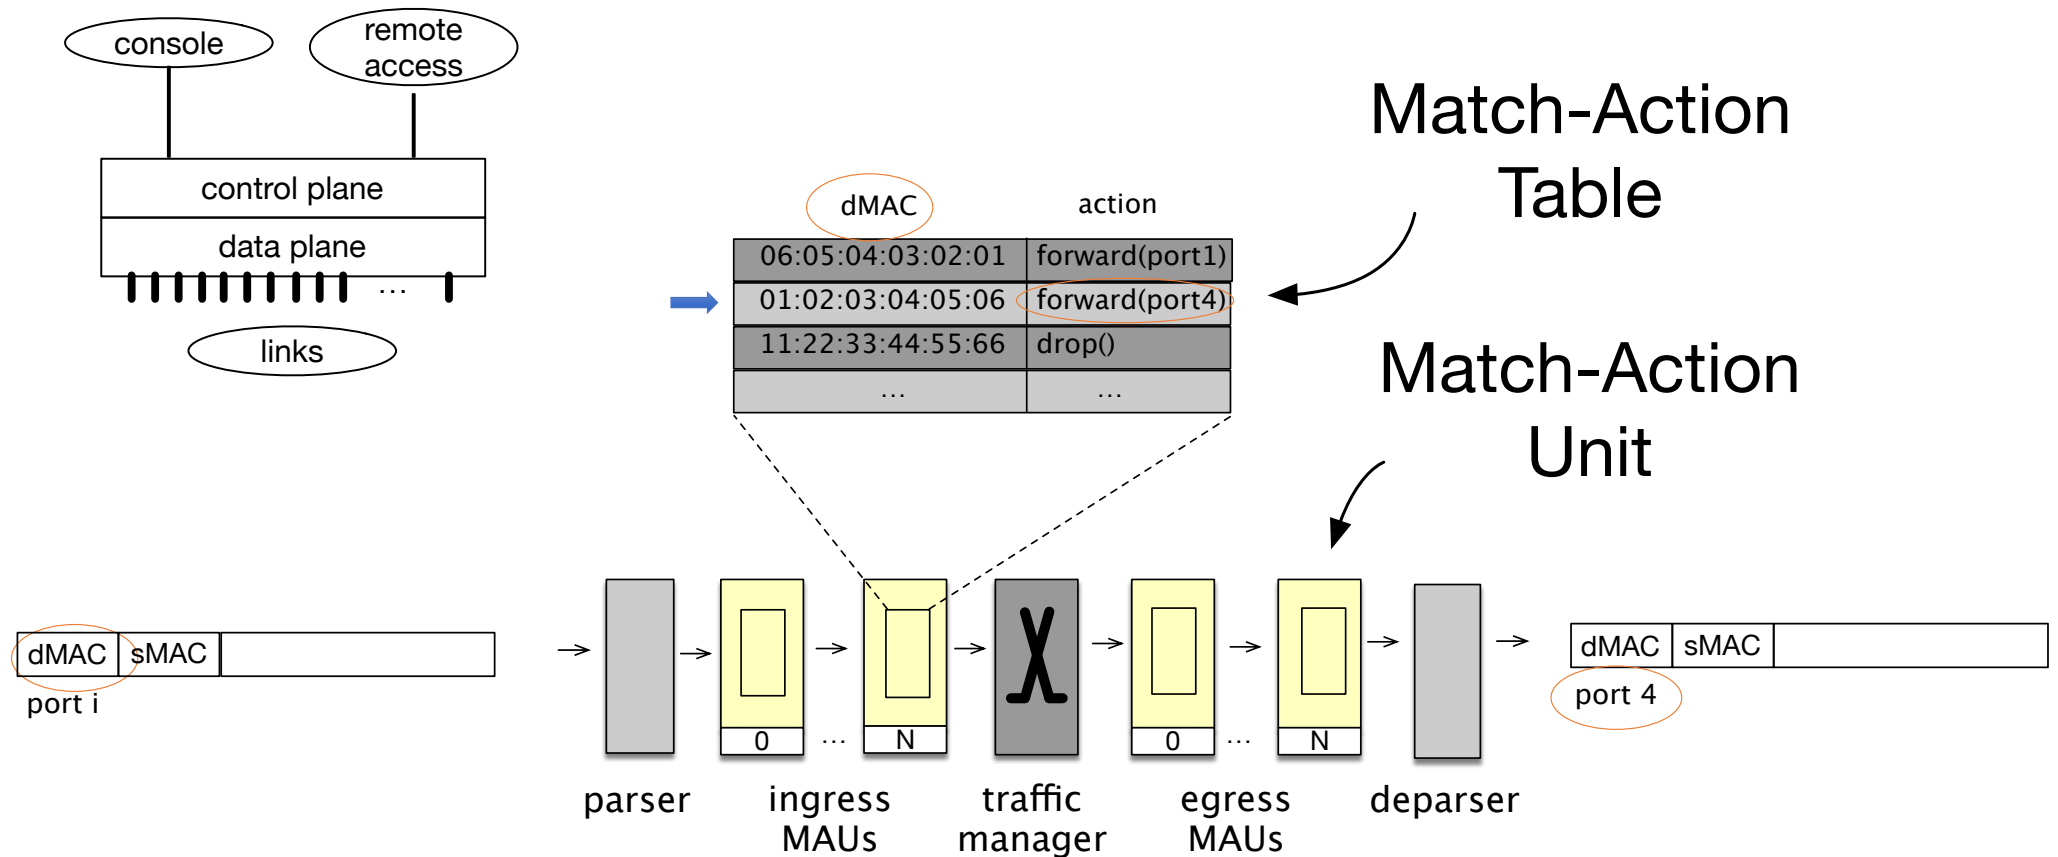 console
remote
access
control plane
data plane
...
links
Match-Action
Table
dMAC action
06:05:04:03:02:01 forward(port1)
01:02:03:04:05:06 forward(port4)
11:22:33:44:55:66 drop()
... ...
Match-Action
Unit
dMAC sMAC
port i
0 ... N
0 ... N
dMAC sMAC
port 4
parser
ingress
MAUs
traffic
manager
egress
MAUs
deparser